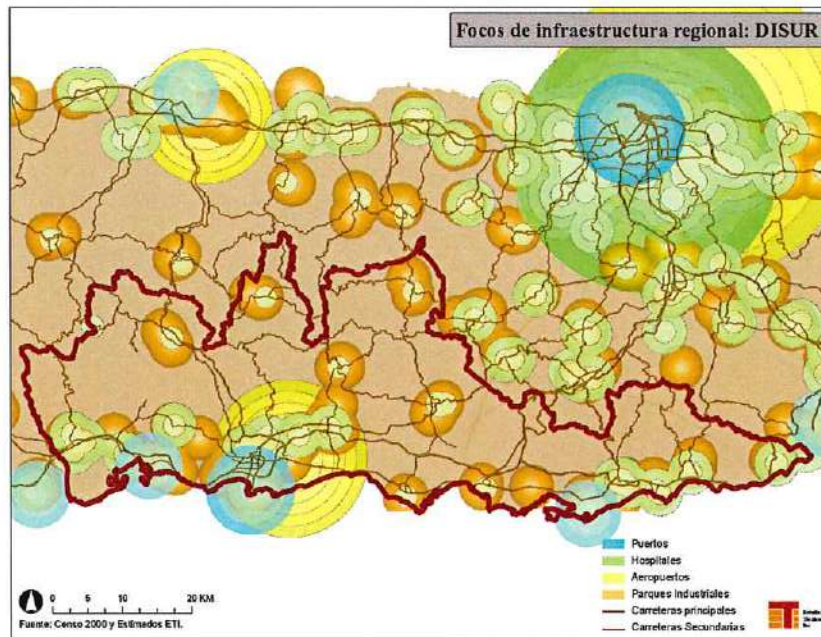 Focos de infraestructura regional: DISUR
Puertos
Hospitales
Aeropuertos
Parques Industriales
Carreteras principales
Carreteras Secundarias
0 5 10 20 KM
Fuente: Censo 2000 y Estimados ETI.